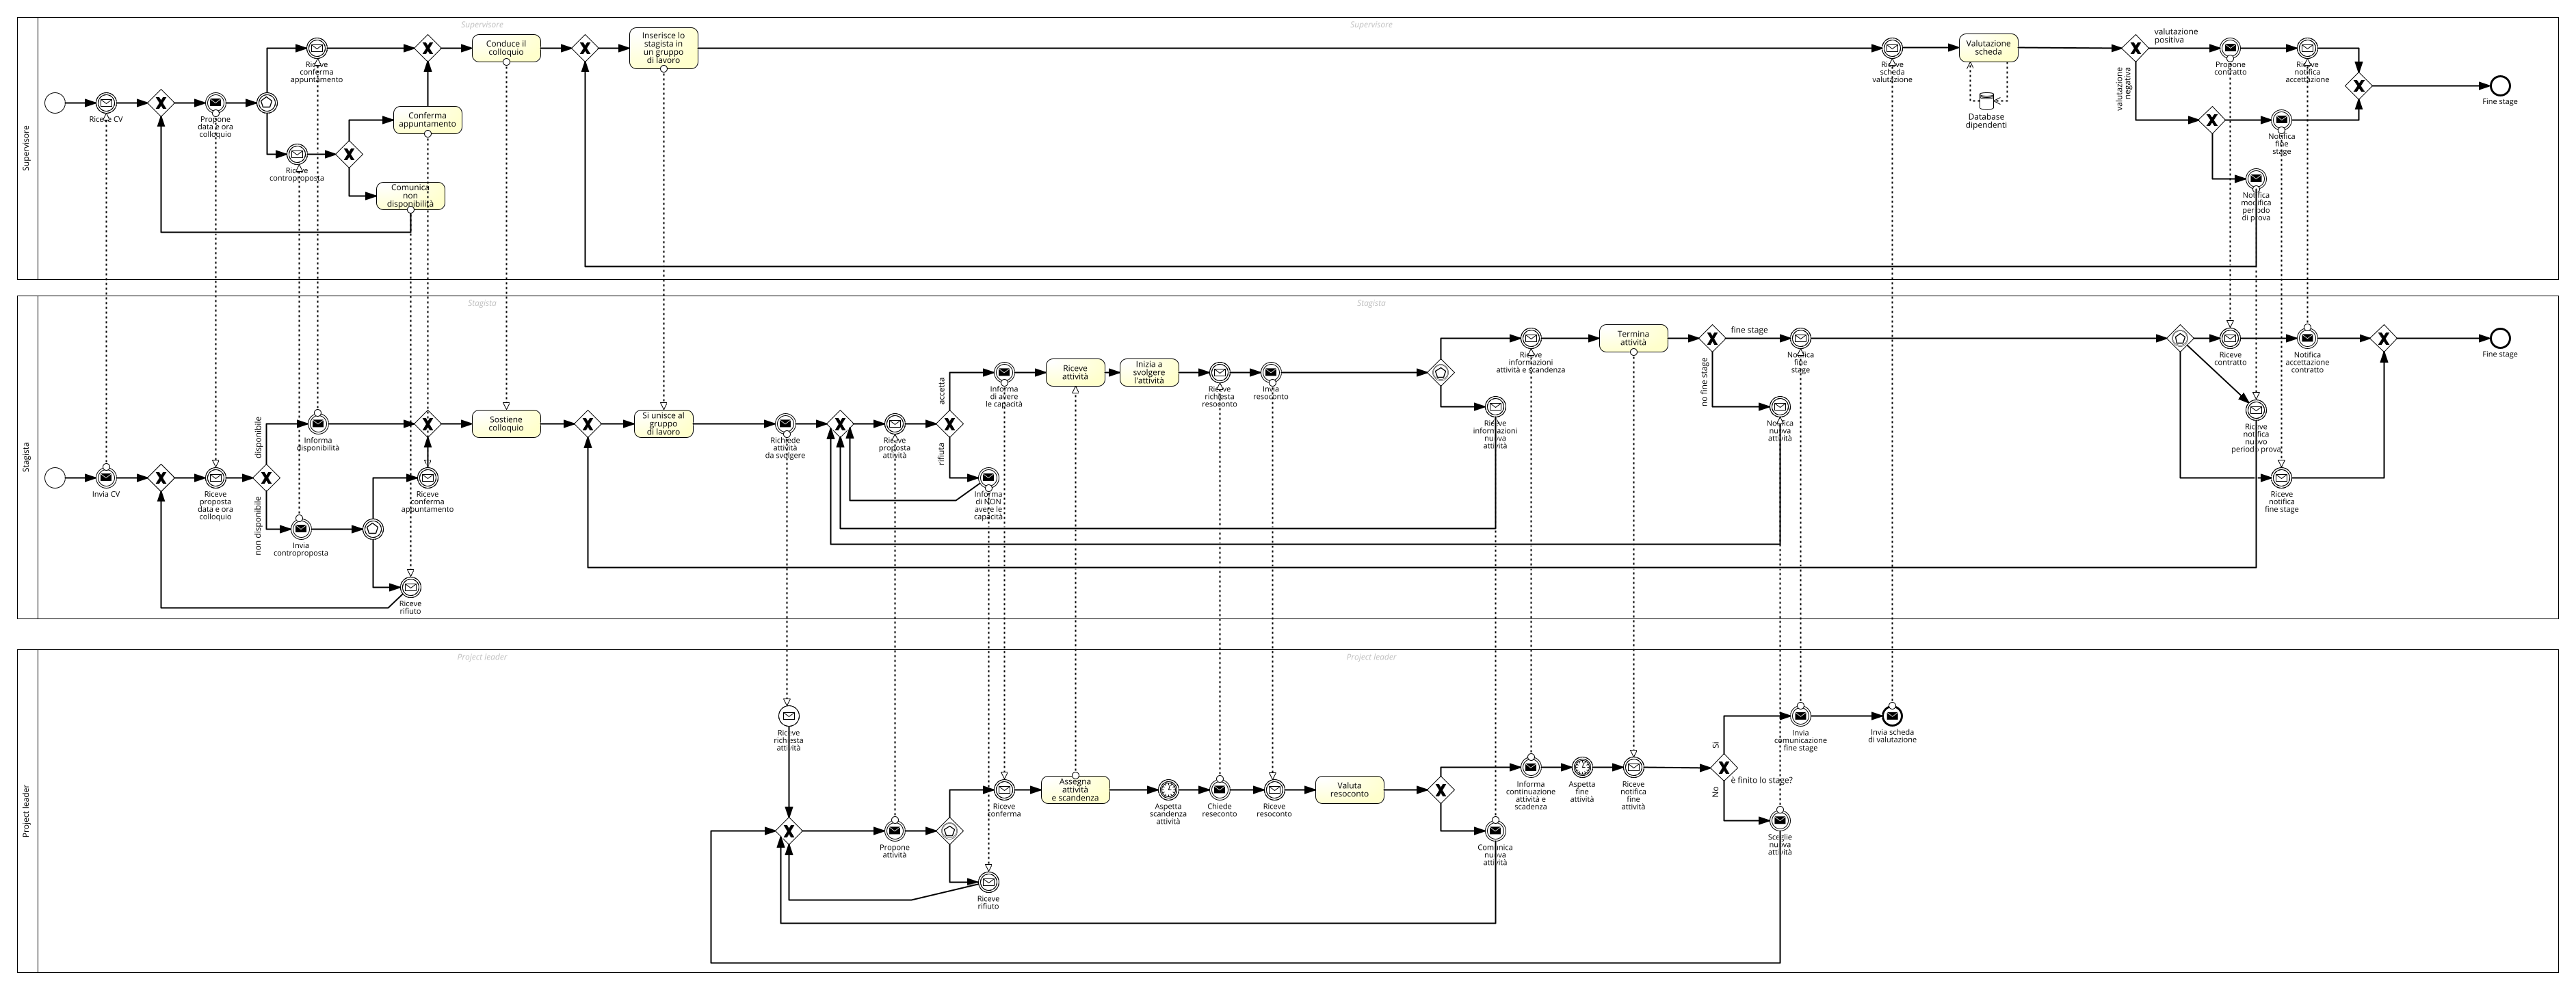 Supervisore
Supervisore
Supervisore
Riceve CV
Propone
data e ora
colloquio
Riceve
conferma
appuntamento
Riceve
controproposta
Conferma
appuntamento
Comunica
non
disponibilità
Conduce il
colloquio
Inserisce lo
stagista in
un gruppo
di lavoro
Riceve
scheda
valutazione
Valutazione
scheda
Database
dipendenti
valutazione
positiva
valutazione
negativa
Propone
contratto
Riceve
notifica
accettazione
Notifica
fine
stage
Notifica
modifica
periodo
di prova
Fine stage
Stagista
Stagista
Stagista
Invia CV
Riceve
proposta
data e ora
colloquio
disponibile
non disponibile
Informa
disponibilità
Invia
controproposta
Riceve
conferma
appuntamento
Riceve
rifiuto
Sostiene
colloquio
Si unisce al
gruppo
di lavoro
Richiede
attività
da svolgere
Riceve
proposta
attività
accetta
rifiuta
Informa
di avere
le capacità
Informa
di NON
avere le
capacità
Riceve
attività
Inizia a
svolgere
l'attività
Riceve
richiesta
resoconto
Invia
resoconto
Riceve
informazioni
attività e scandenza
Riceve
informazioni
nuova
attività
Termina
attività
fine stage
no fine stage
Notifica
fine
stage
Notifica
nuova
attività
Riceve
contratto
Notifica
accettazione
contratto
Riceve
notifica
nuovo
periodo prova
Riceve
notifica
fine stage
Fine stage
Project leader
Project leader
Project leader
Riceve
richiesta
attività
Propone
attività
Riceve
conferma
Riceve
rifiuto
Assegna
attività
e scandenza
Aspetta
scandenza
attività
Chiede
reseconto
Riceve
resoconto
Valuta
resoconto
Informa
continuazione
attività e
scadenza
Comunica
nuova
attività
Aspetta
fine
attività
Riceve
notifica
fine
attività
Si
è finito lo stage?
No
Invia
comunicazione
fine stage
Invia scheda
di valutazione
Sceglie
nuova
attività